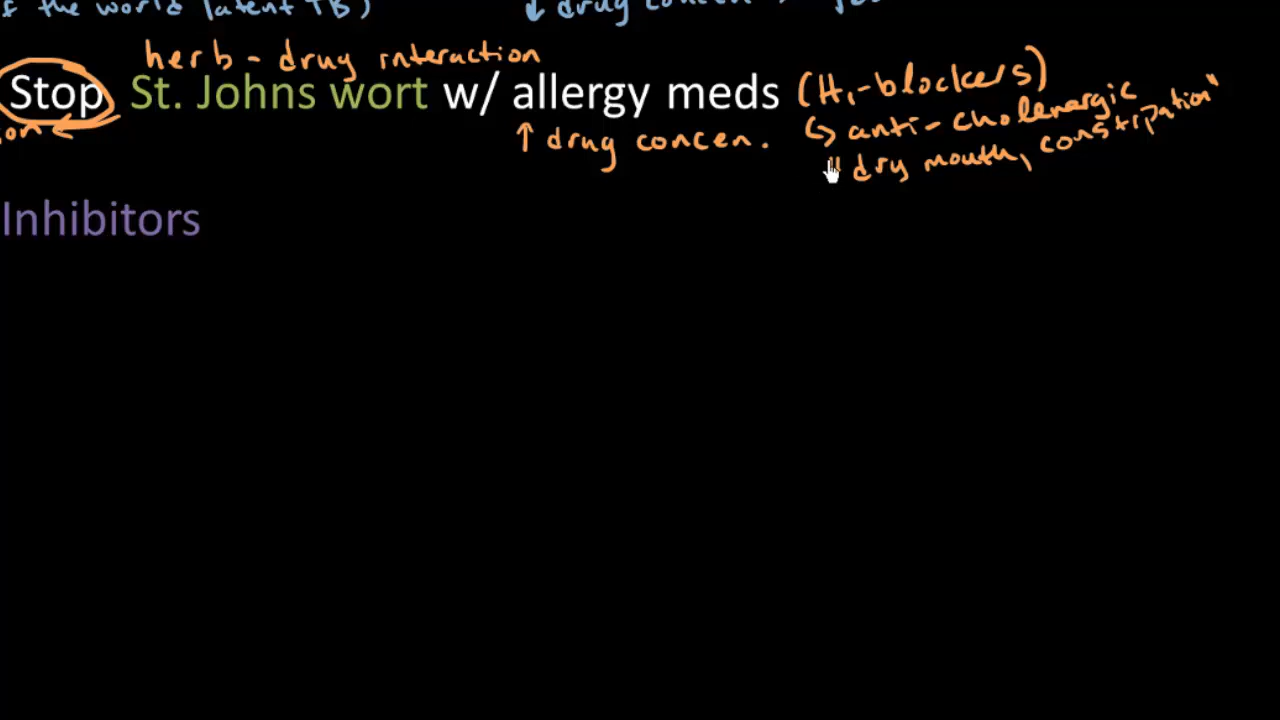 f the world latent TB)
↓ drug concen
herb - drug interaction
Stop St. Johns wort w/ allergy meds (H₁-blockers)
↑ drug concen. ↳ anti-cholenergic
"dry mouth, constipation"
Inhibitors